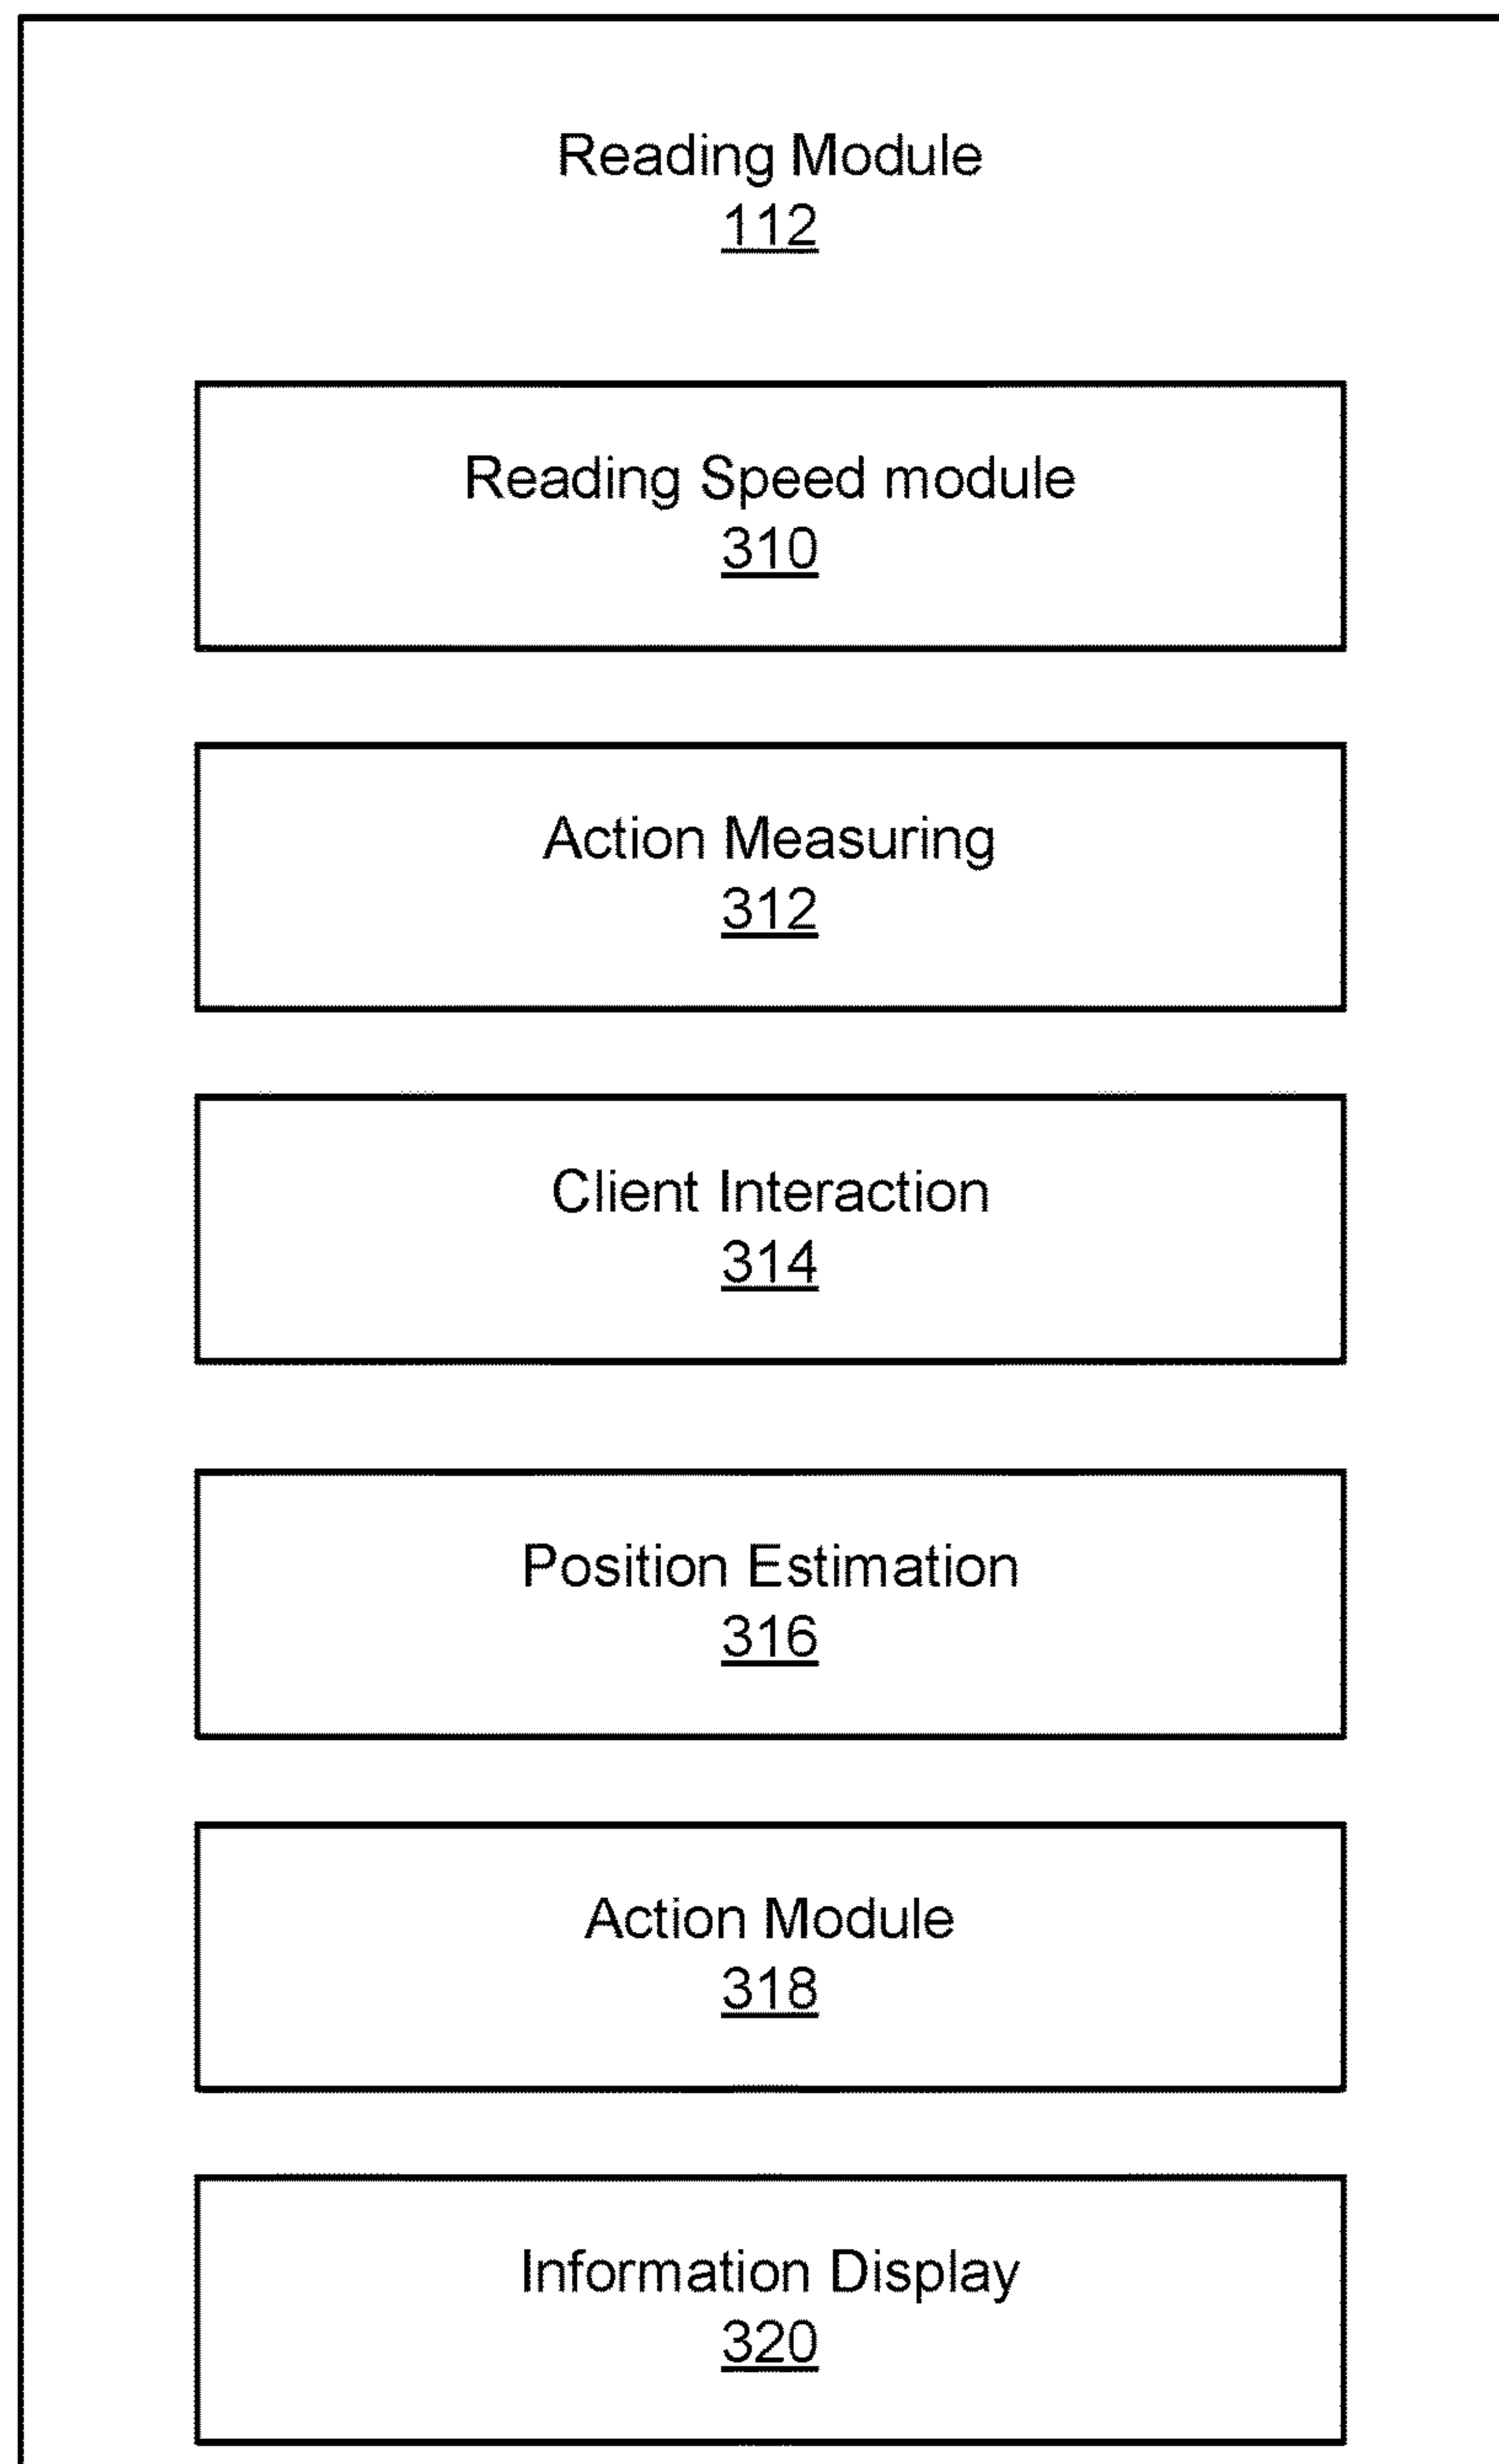 Reading Module
112
Reading Speed module
310
Action Measuring
312
Client Interaction
314
Position Estimation
316
Action Module
318
Information Display
320